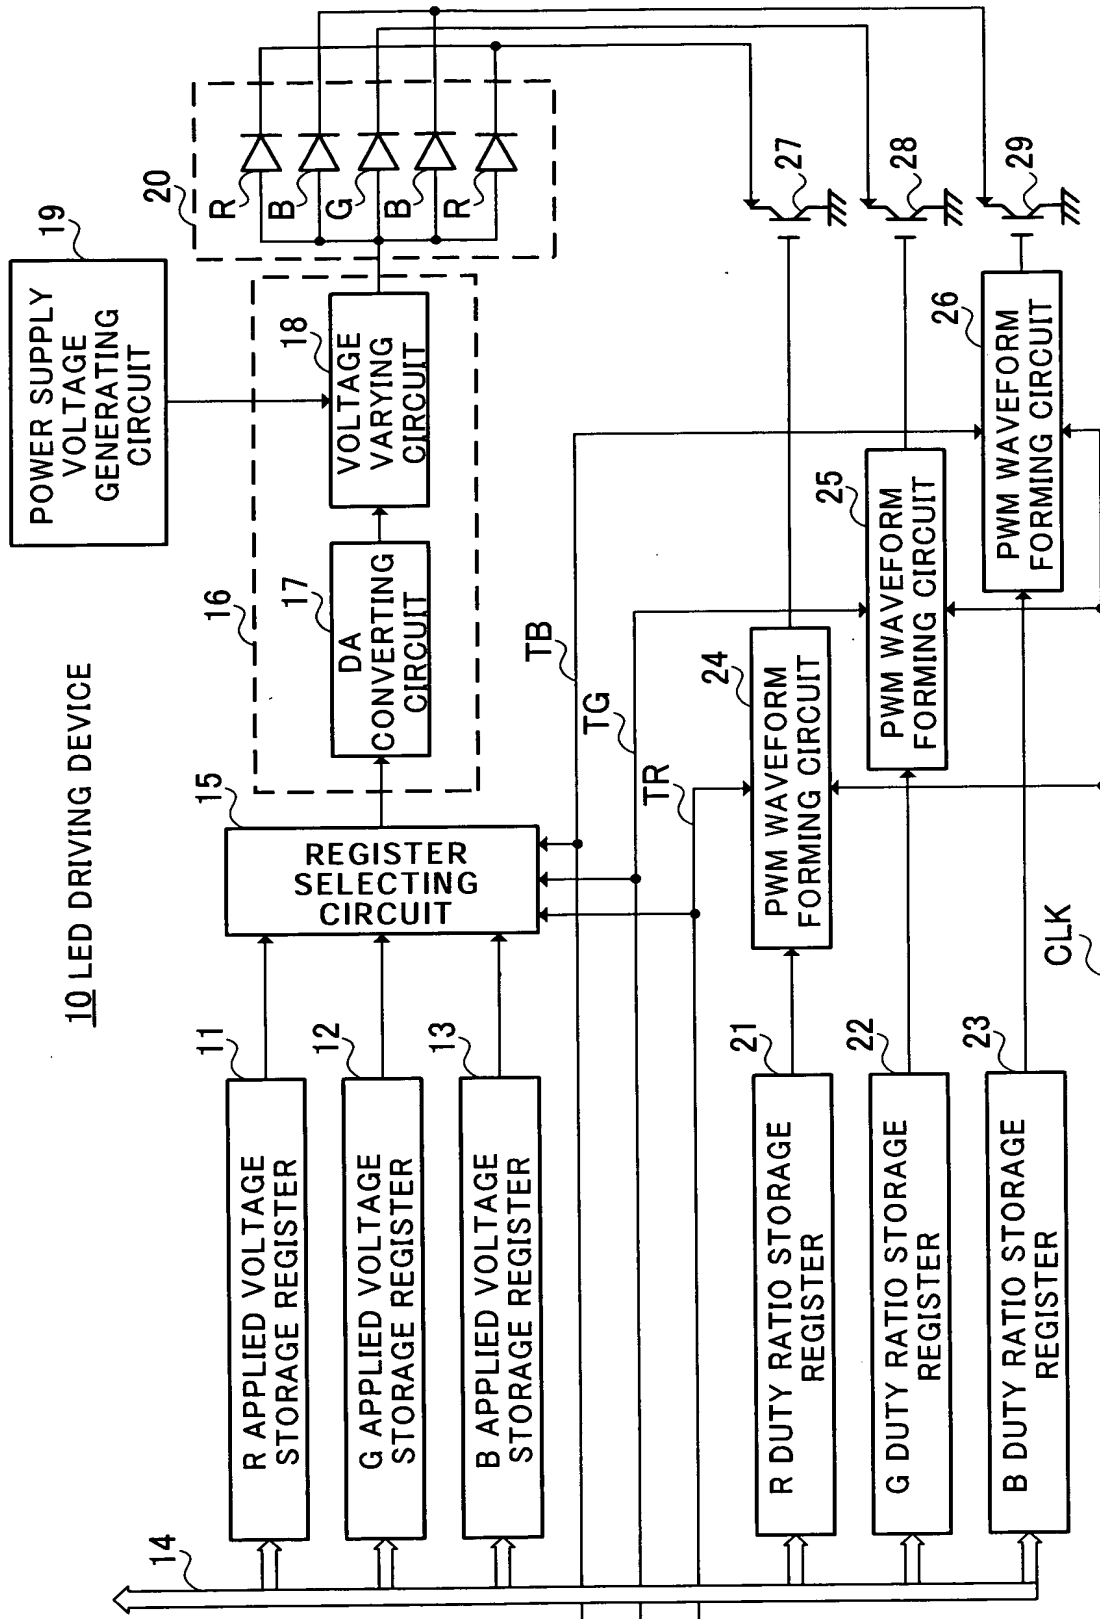 10 LED DRIVING DEVICE
14
R APPLIED VOLTAGE
STORAGE REGISTER
11
G APPLIED VOLTAGE
STORAGE REGISTER
12
B APPLIED VOLTAGE
STORAGE REGISTER
13
REGISTER
SELECTING
CIRCUIT
15
16
DA
CONVERTING
CIRCUIT
17
VOLTAGE
VARYING
CIRCUIT
18
POWER SUPPLY
VOLTAGE
GENERATING
CIRCUIT
19
20
R
B
G
B
R
TB
TG
TR
R DUTY RATIO STORAGE
REGISTER
21
G DUTY RATIO STORAGE
REGISTER
22
B DUTY RATIO STORAGE
REGISTER
23
PWM WAVEFORM
FORMING CIRCUIT
24
PWM WAVEFORM
FORMING CIRCUIT
25
PWM WAVEFORM
FORMING CIRCUIT
26
27
28
29
CLK